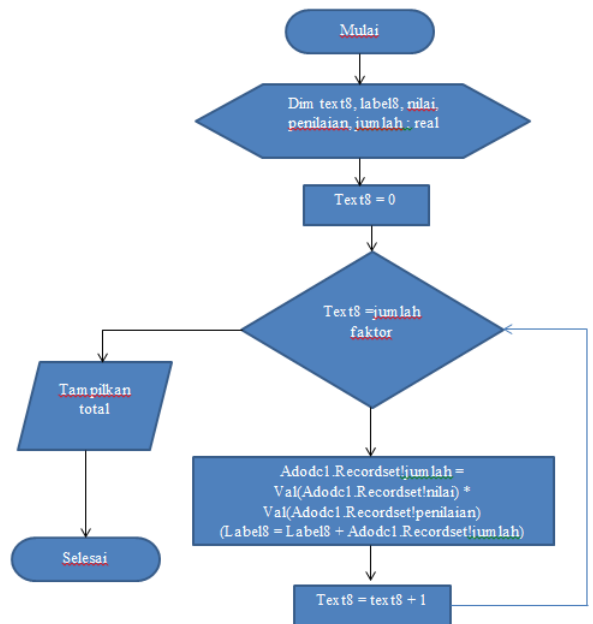 Mulai
Dim text8, label8, nilai,
penilaian, jumlah : real
Text8 = 0
Text8 =jumlah
faktor
Tampilkan
total
Adodc1.Recordset!jumlah =
Val(Adodc1.Recordset!nilai) *
Val(Adodc1.Recordset!penilaian)
(Label8 = Label8 + Adodc1.Recordset!jumlah)
Selesai
Text8 = text8 + 1